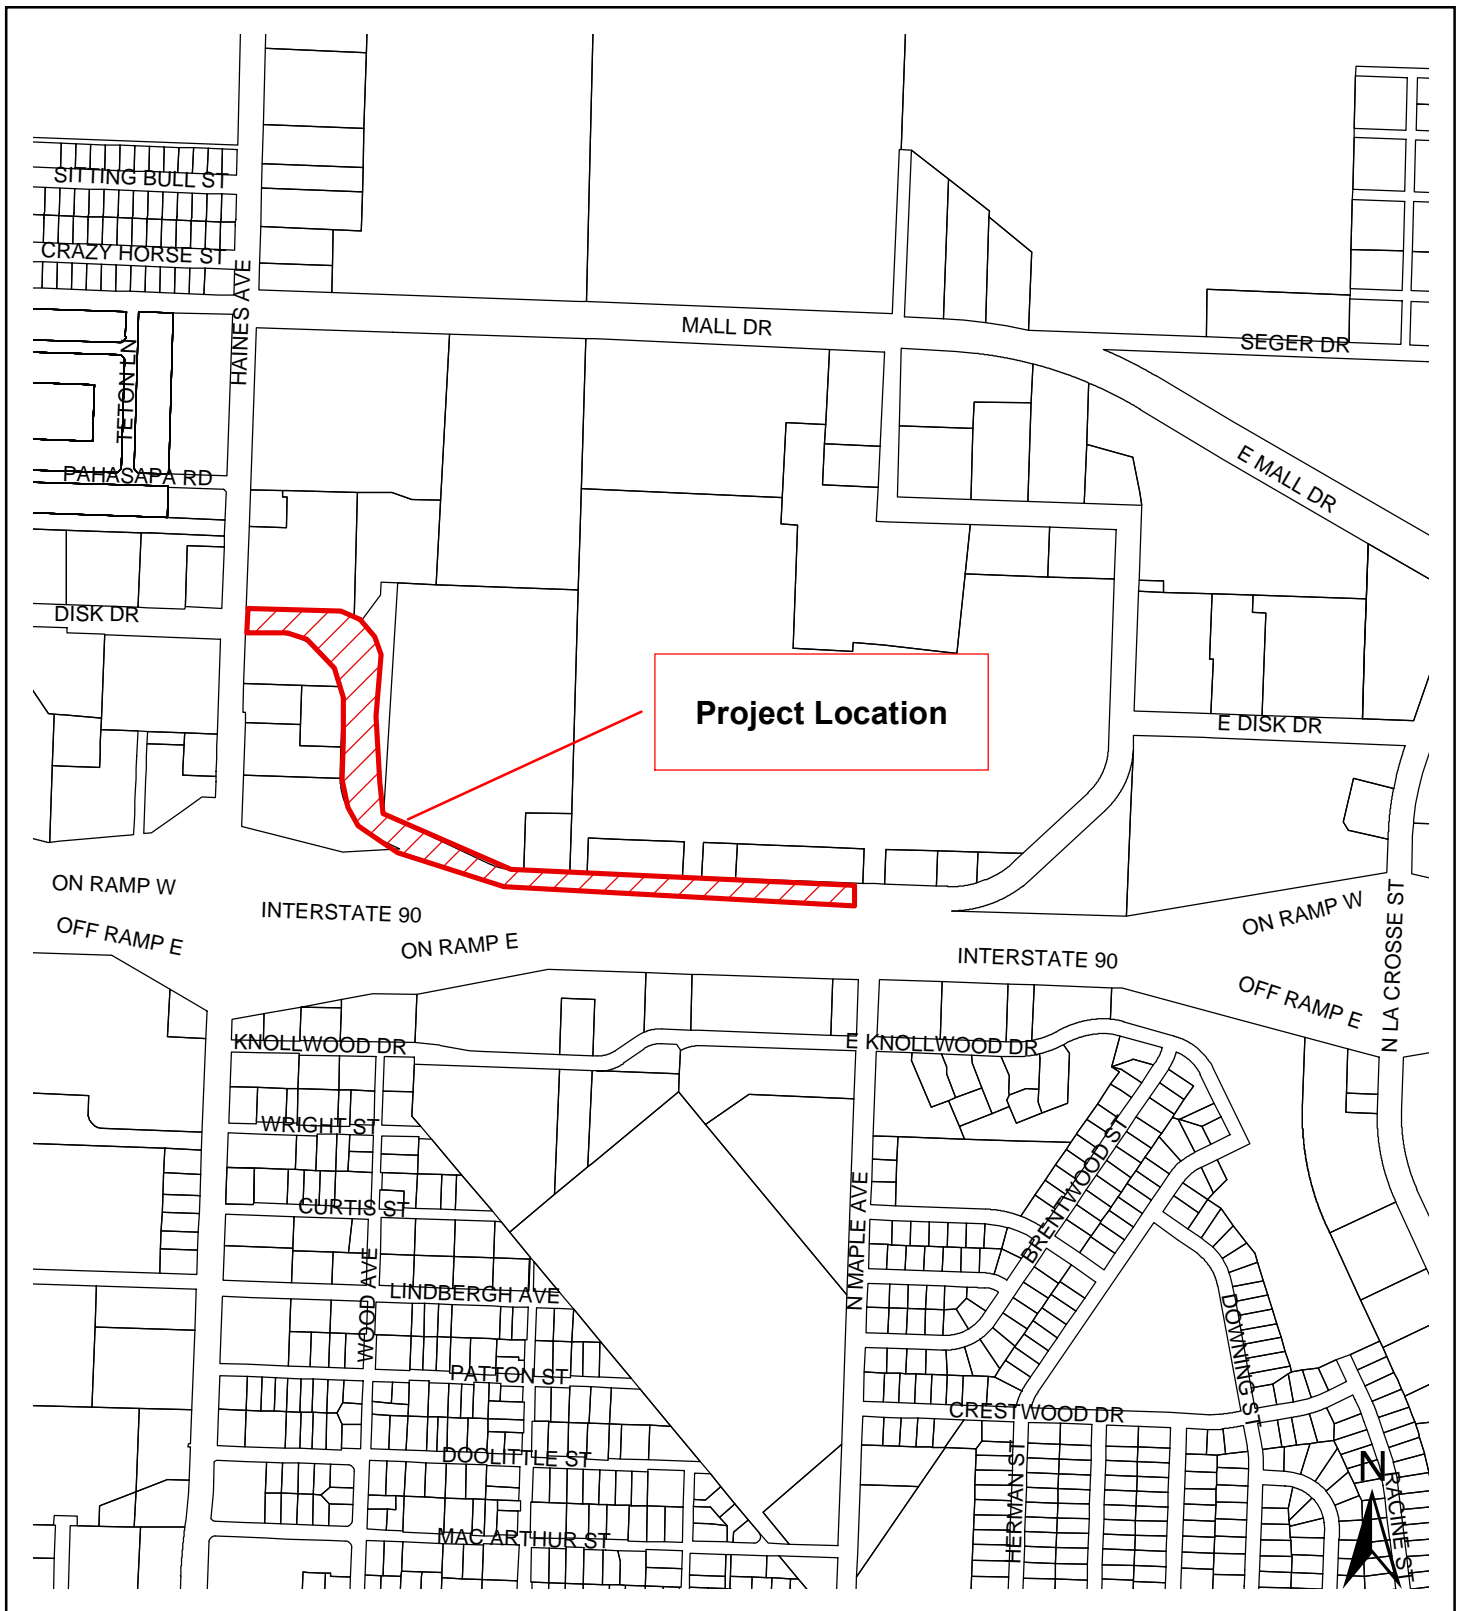 SITTING BULL ST
CRAZY HORSE ST
HAINES AVE
MALL DR
SEGER DR
TETON LN
E MALL DR
PAHASAPA RD
DISK DR
Project Location
E DISK DR
ON RAMP W
INTERSTATE 90
OFF RAMP E
ON RAMP E
INTERSTATE 90
ON RAMP W
OFF RAMP E
N LA CROSSE ST
KNOLLWOOD DR
E KNOLLWOOD DR
WRIGHT ST
CURTIS ST
BRENTWOOD ST
N MAPLE AVE
WOOD AVE
LINDBERGH AVE
DOWNING ST
PATTON ST
CRESTWOOD DR
DOOLITTLE ST
HERMAN ST
N
RACINE ST
MAC ARTHUR ST